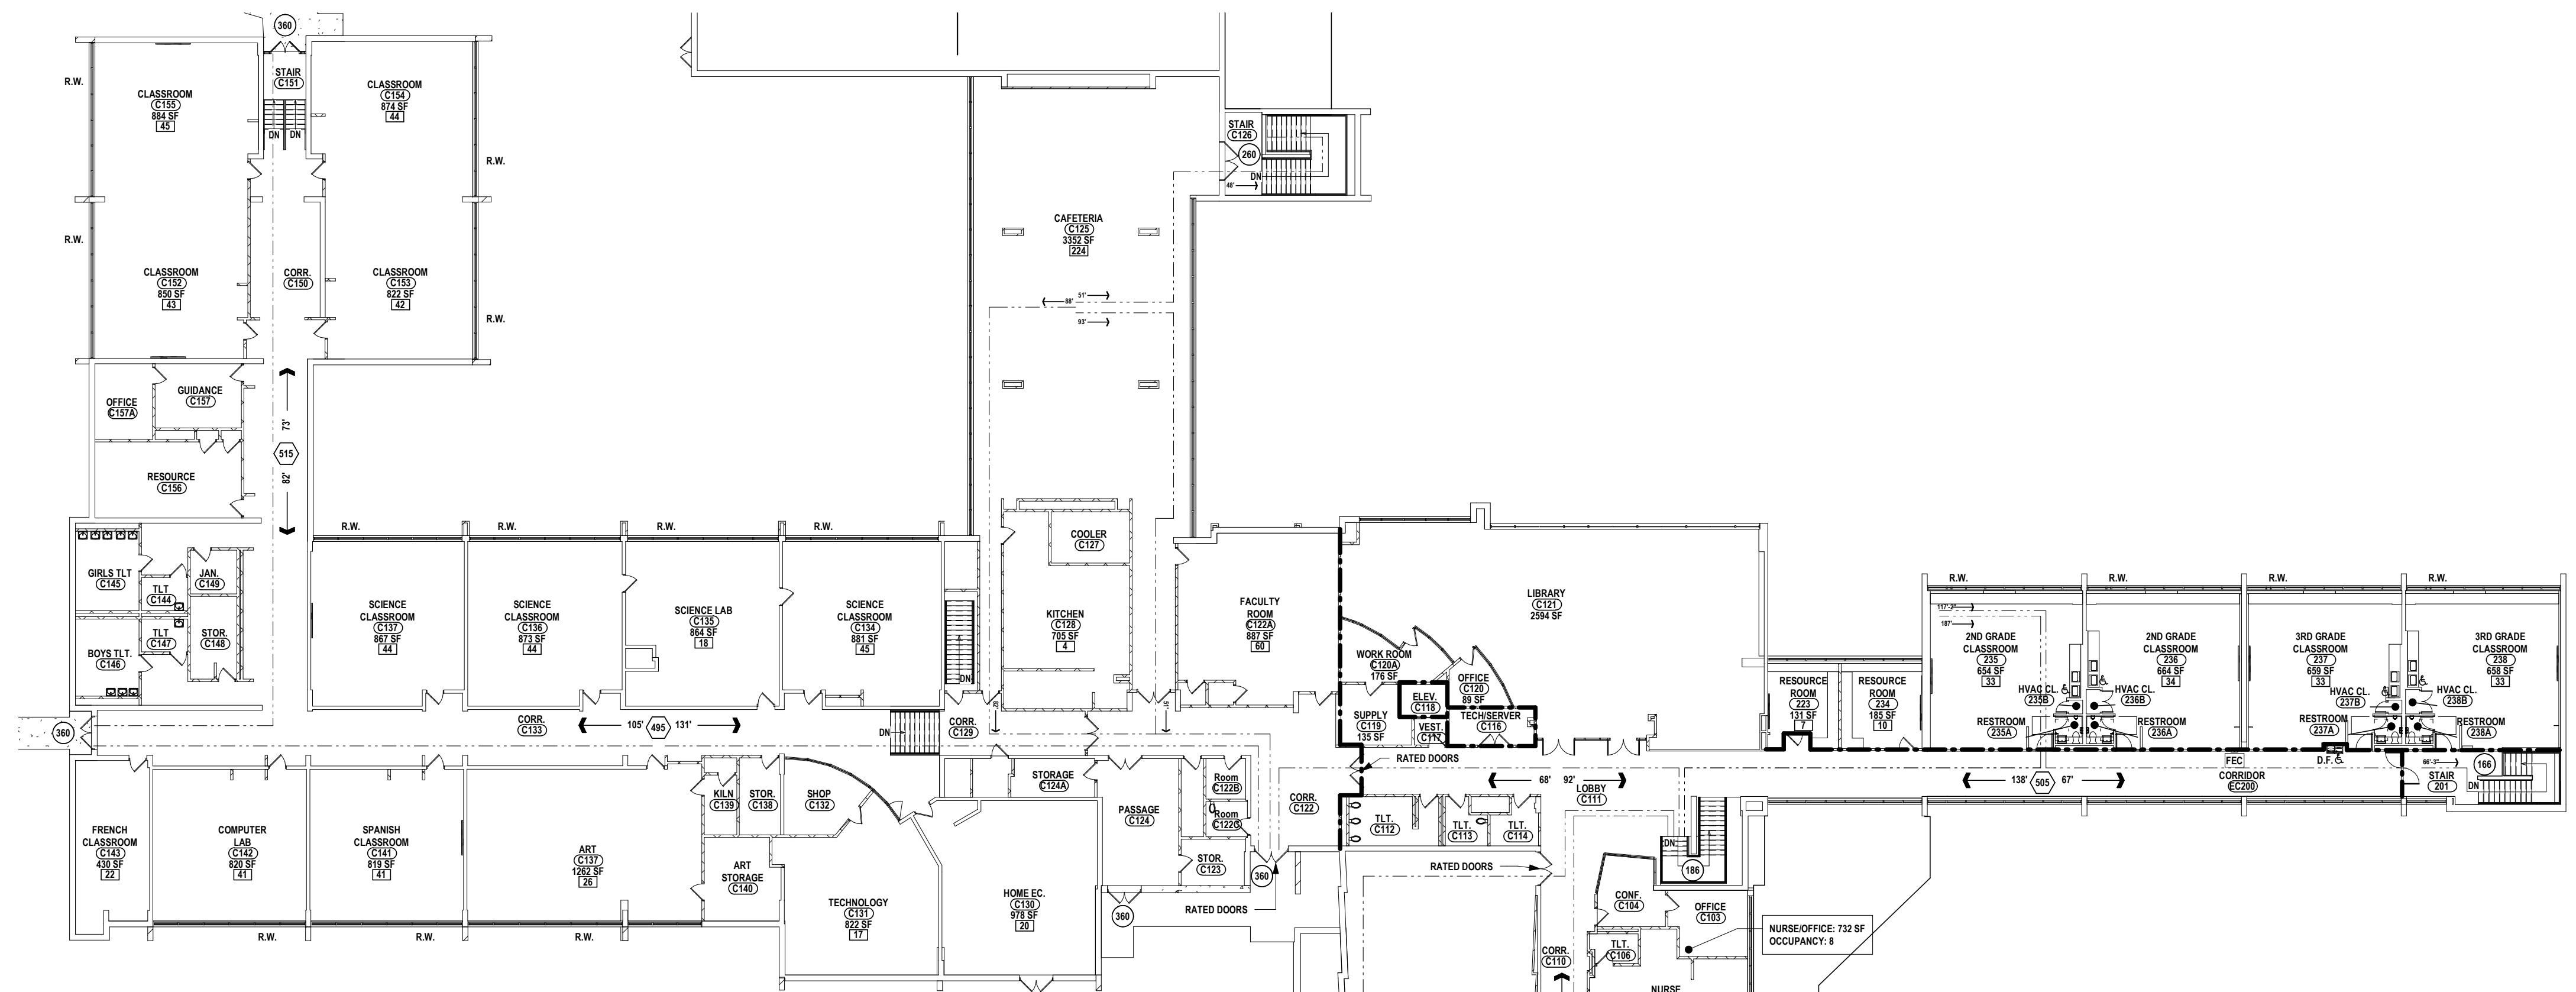 360
STAIR
C151
DN
DN
R.W.
CLASSROOM
C155
884 SF
45
CLASSROOM
C154
874 SF
44
R.W.
R.W.
CLASSROOM
C152
850 SF
43
CORR.
C150
CLASSROOM
C153
822 SF
42
R.W.
OFFICE
C157A
GUIDANCE
C157
73'
515
82'
RESOURCE
C156
GIRLS TLT
C145
TLT
C144
JAN.
C149
BOYS TLT.
C146
TLT
C147
STOR.
C148
R.W.
R.W.
R.W.
R.W.
SCIENCE
CLASSROOM
C137
867 SF
44
SCIENCE
CLASSROOM
C136
873 SF
44
SCIENCE LAB
C135
864 SF
18
SCIENCE
CLASSROOM
C134
881 SF
45
360
CORR.
C133
105'
495
131'
DN
CORR.
C129
DN
FRENCH
CLASSROOM
C143
430 SF
22
COMPUTER
LAB
C142
820 SF
41
SPANISH
CLASSROOM
C141
819 SF
41
ART
C137
1262 SF
26
KILN
C139
STOR.
C138
SHOP
C132
ART
STORAGE
C140
TECHNOLOGY
C131
822 SF
17
HOME EC.
C130
978 SF
20
R.W.
R.W.
R.W.
STAIR
C126
260
DN
48'
CAFETERIA
C125
3352 SF
224
51'
88'
93'
COOLER
C127
KITCHEN
C128
705 SF
4
82'
51'
STORAGE
C124A
PASSAGE
C124
Room
C122B
Room
C122C
STOR.
C123
CORR.
C122
360
360
RATED DOORS
FACULTY
ROOM
C122A
887 SF
60
LIBRARY
C121
2594 SF
WORK ROOM
C120A
176 SF
OFFICE
C120
89 SF
ELEV.
C118
SUPPLY
C119
135 SF
VEST.
C117
TECH/SERVER
C116
RATED DOORS
68'
92'
LOBBY
C111
TLT.
C112
TLT.
C113
TLT.
C114
RATED DOORS
DN
186
CONF.
C104
OFFICE
C103
TLT.
C106
CORR.
C110
NURSE
NURSE/OFFICE: 732 SF
OCCUPANCY: 8
RESOURCE
ROOM
223
131 SF
7
RESOURCE
ROOM
234
185 SF
10
R.W.
R.W.
R.W.
R.W.
117'-2"
187'
2ND GRADE
CLASSROOM
235
654 SF
33
2ND GRADE
CLASSROOM
236
664 SF
34
3RD GRADE
CLASSROOM
237
659 SF
33
3RD GRADE
CLASSROOM
238
658 SF
33
HVAC CL.
235B
HVAC CL.
236B
HVAC CL.
237B
HVAC CL.
238B
RESTROOM
235A
RESTROOM
236A
RESTROOM
237A
RESTROOM
238A
138'
505
67'
FEC
CORRIDOR
EC200
D.F.
66'-3"
STAIR
201
166
DN